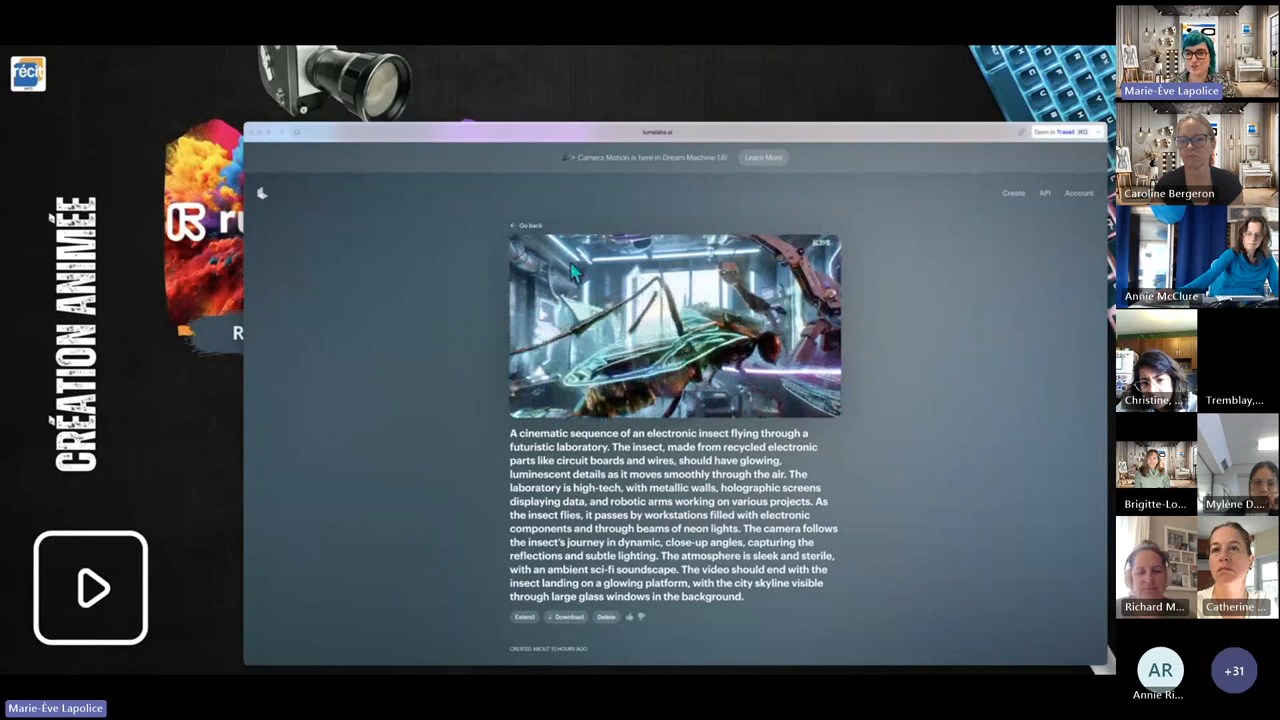 récit
CRÉATION ANIMÉE
R
lumalabs.ai
Open in Travail ⌘O
Camera Motion is here in Dream Machine 1.6!
Learn More
Create
API
Account
← Go back
A cinematic sequence of an electronic insect flying through a
futuristic laboratory. The insect, made from recycled electronic
parts like circuit boards and wires, should have glowing,
luminescent details as it moves smoothly through the air. The
laboratory is high-tech, with metallic walls, holographic screens
displaying data, and robotic arms working on various projects. As
the insect flies, it passes by workstations filled with electronic
components and through beams of neon lights. The camera follows
the insect's journey in dynamic, close-up angles, capturing the
reflections and subtle lighting. The atmosphere is sleek and sterile,
with an ambient sci-fi soundscape. The video should end with the
insect landing on a glowing platform, with the city skyline visible
through large glass windows in the background.
Extend
Download
Delete
CREATED ABOUT 10 HOURS AGO
Marie-Ève Lapolice
Marie-Ève Lapolice
Caroline Bergeron
Annie McClure
Christine, ...
Tremblay,...
Brigitte-Lo...
Mylène D....
Richard M...
Catherine ...
AR
Annie Ri...
+31